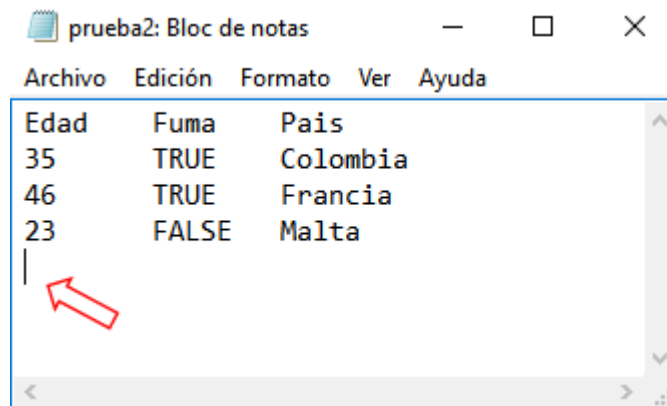 prueba2: Bloc de notas
Archivo Edición Formato Ver Ayuda
Edad Fuma Pais
35 TRUE Colombia
46 TRUE Francia
23 FALSE Malta